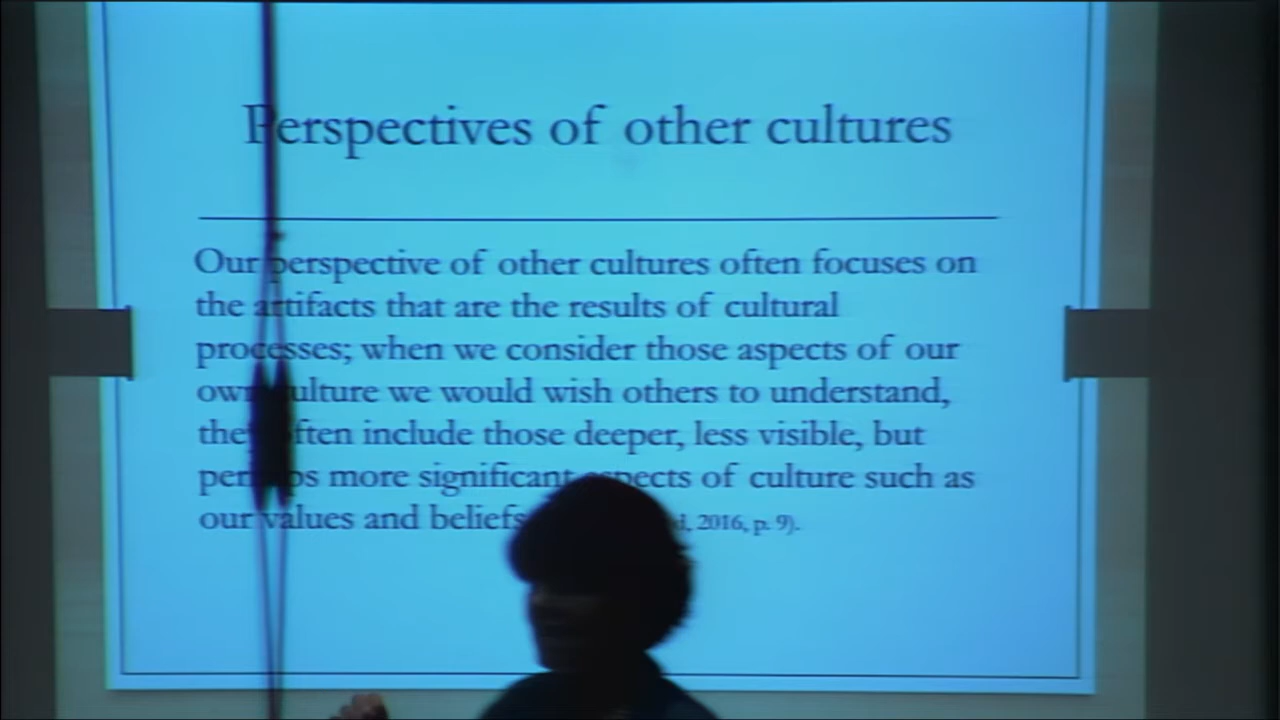 Perspectives of other cultures
Our perspective of other cultures often focuses on
the artifacts that are the results of cultural
processes; when we consider those aspects of our
own culture we would wish others to understand,
they often include those deeper, less visible, but
perhaps more significant aspects of culture such as
our values and beliefs 2016, p. 9).